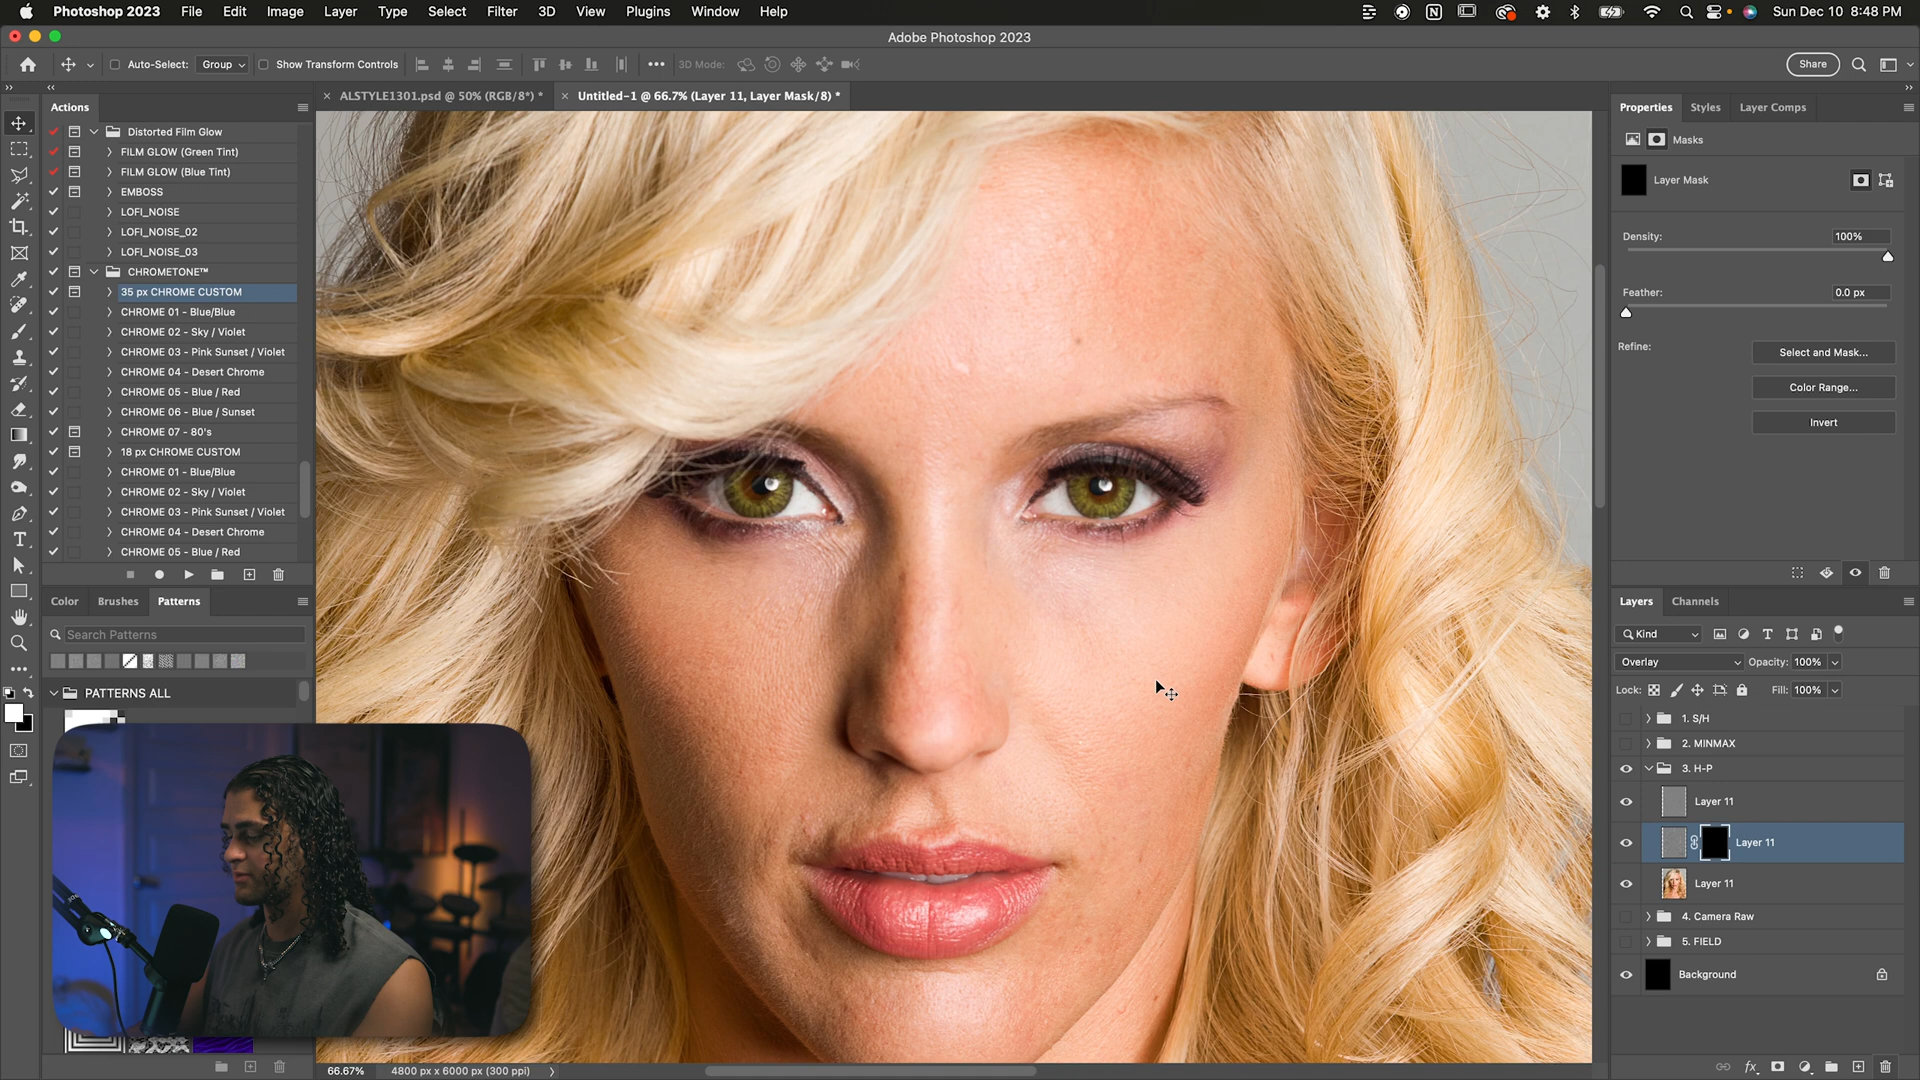 Photoshop 2023 File Edit Image Layer Type Select Filter 3D View Plugins Window Help Sun Dec 10 8:48 PM
Adobe Photoshop 2023
Auto-Select: Group Show Transform Controls 3D Mode: Share
Actions
ALSTYLE1301.psd @ 50% (RGB/8*) * Untitled-1 @ 66.7% (Layer 11, Layer Mask/8) *
Distorted Film Glow
FILM GLOW (Green Tint)
FILM GLOW (Blue Tint)
EMBOSS
LOFI_NOISE
LOFI_NOISE_02
LOFI_NOISE_03
CHROMETONE™
35 px CHROME CUSTOM
CHROME 01 - Blue/Blue
CHROME 02 - Sky / Violet
CHROME 03 - Pink Sunset / Violet
CHROME 04 - Desert Chrome
CHROME 05 - Blue / Red
CHROME 06 - Blue / Sunset
CHROME 07 - 80's
18 px CHROME CUSTOM
CHROME 01 - Blue/Blue
CHROME 02 - Sky / Violet
CHROME 03 - Pink Sunset / Violet
CHROME 04 - Desert Chrome
CHROME 05 - Blue / Red
Color Brushes Patterns
Search Patterns
PATTERNS ALL
66.67% 4800 px x 6000 px (300 ppi)
Properties Styles Layer Comps
Masks
Layer Mask
Density: 100%
Feather: 0.0 px
Refine: Select and Mask...
Color Range...
Invert
Layers Channels
Kind
Overlay Opacity: 100%
Lock: Fill: 100%
1. S/H
2. MINMAX
3. H-P
Layer 11
Layer 11
Layer 11
4. Camera Raw
5. FIELD
Background